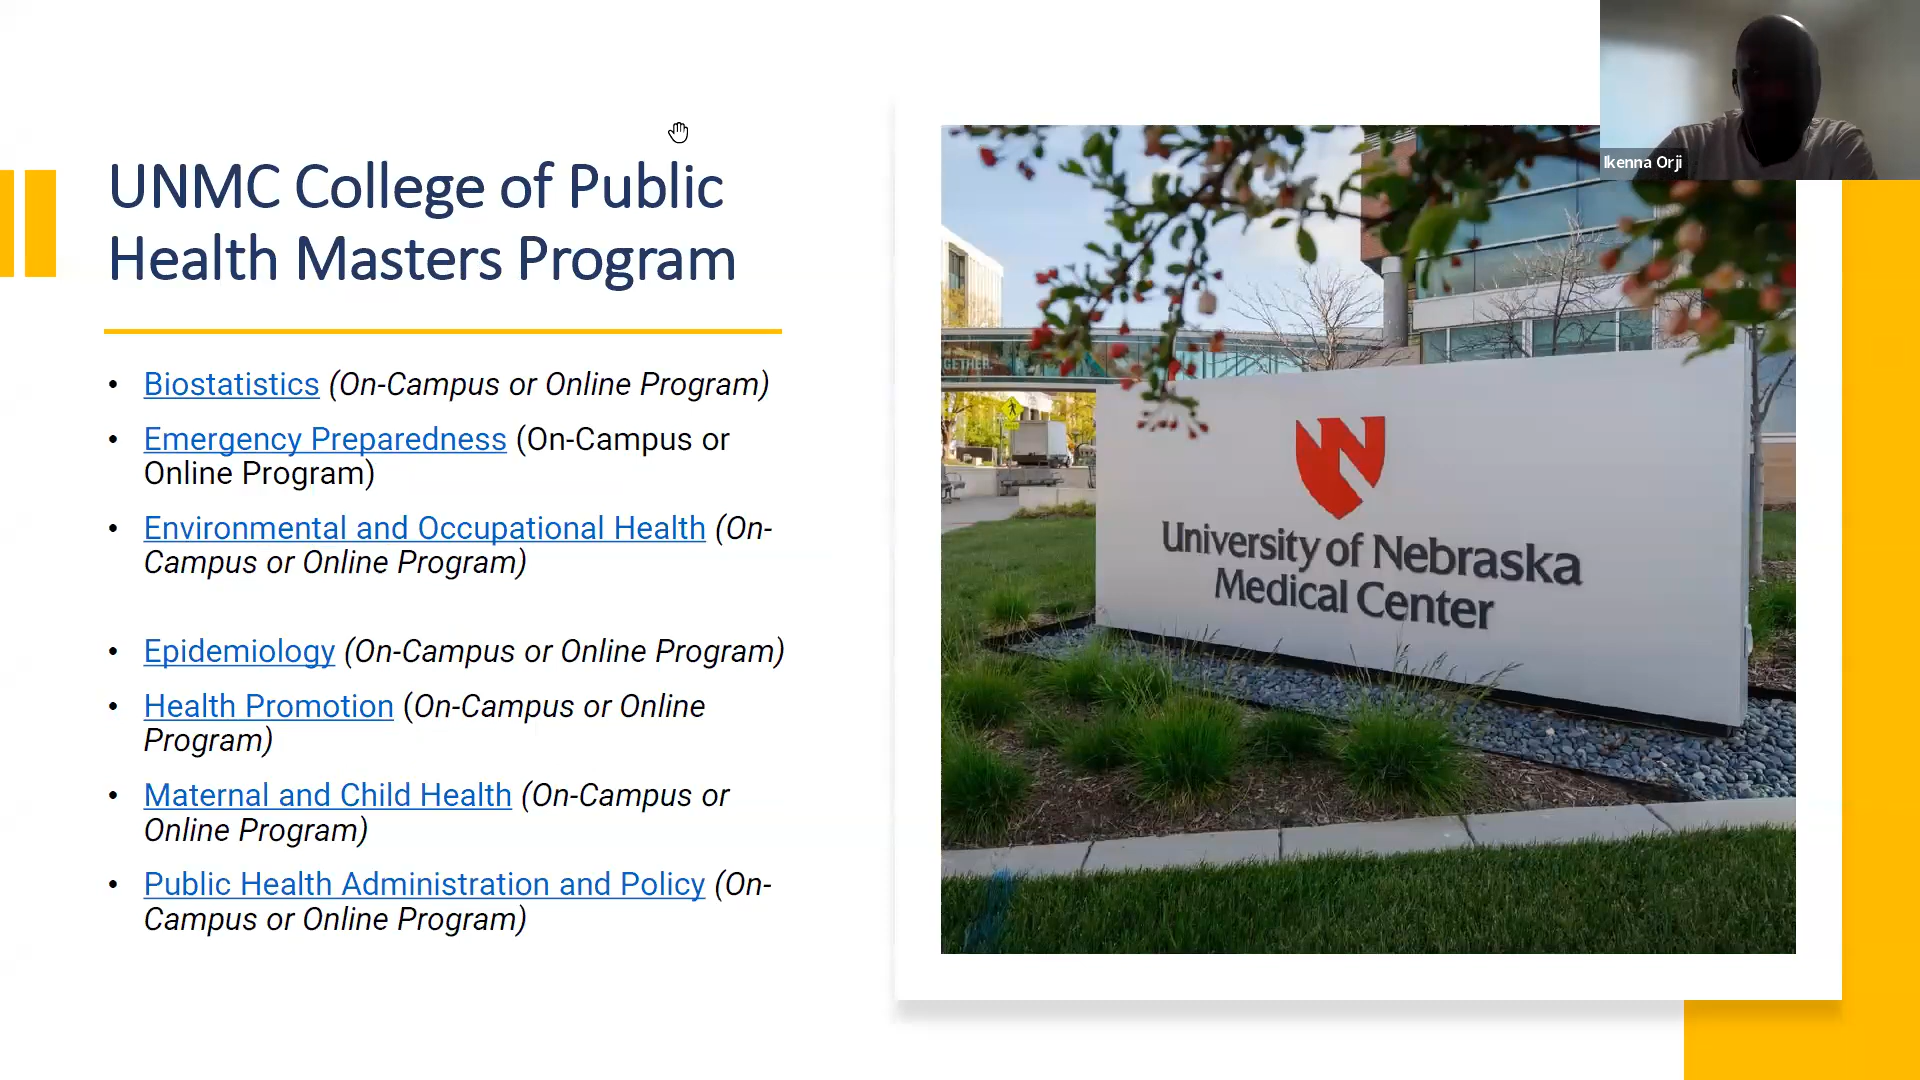 UNMC College of Public
Health Masters Program
• Biostatistics (On-Campus or Online Program)
• Emergency Preparedness (On-Campus or
Online Program)
• Environmental and Occupational Health (On-
Campus or Online Program)
• Epidemiology (On-Campus or Online Program)
• Health Promotion (On-Campus or Online
Program)
• Maternal and Child Health (On-Campus or
Online Program)
• Public Health Administration and Policy (On-
Campus or Online Program)
Ikenna Orji
GETHER.
University of Nebraska
Medical Center